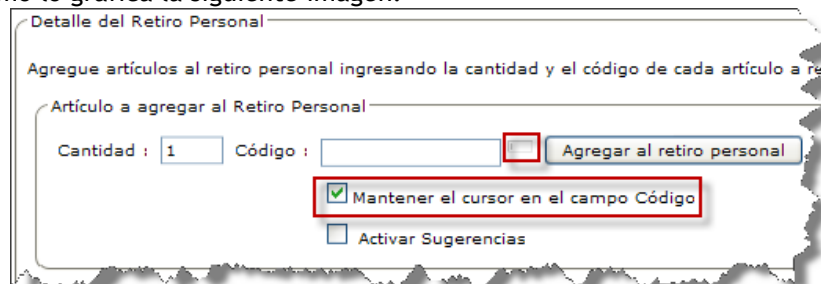 Detalle del Retiro Personal
Agregue artículos al retiro personal ingresando la cantidad y el código de cada artículo a
Artículo a agregar al Retiro Personal
Cantidad : 1 Código : Agregar al retiro personal
Mantener el cursor en el campo Código
Activar Sugerencias